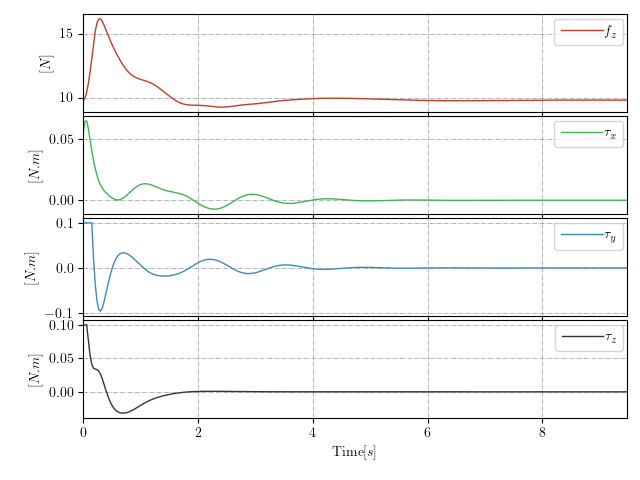 15
10
[N]
f_z
0.05
0.00
[N.m]
τ_x
0.1
0.0
−0.1
[N.m]
τ_y
0.10
0.05
0.00
[N.m]
τ_z
0 2 4 6 8
Time[s]